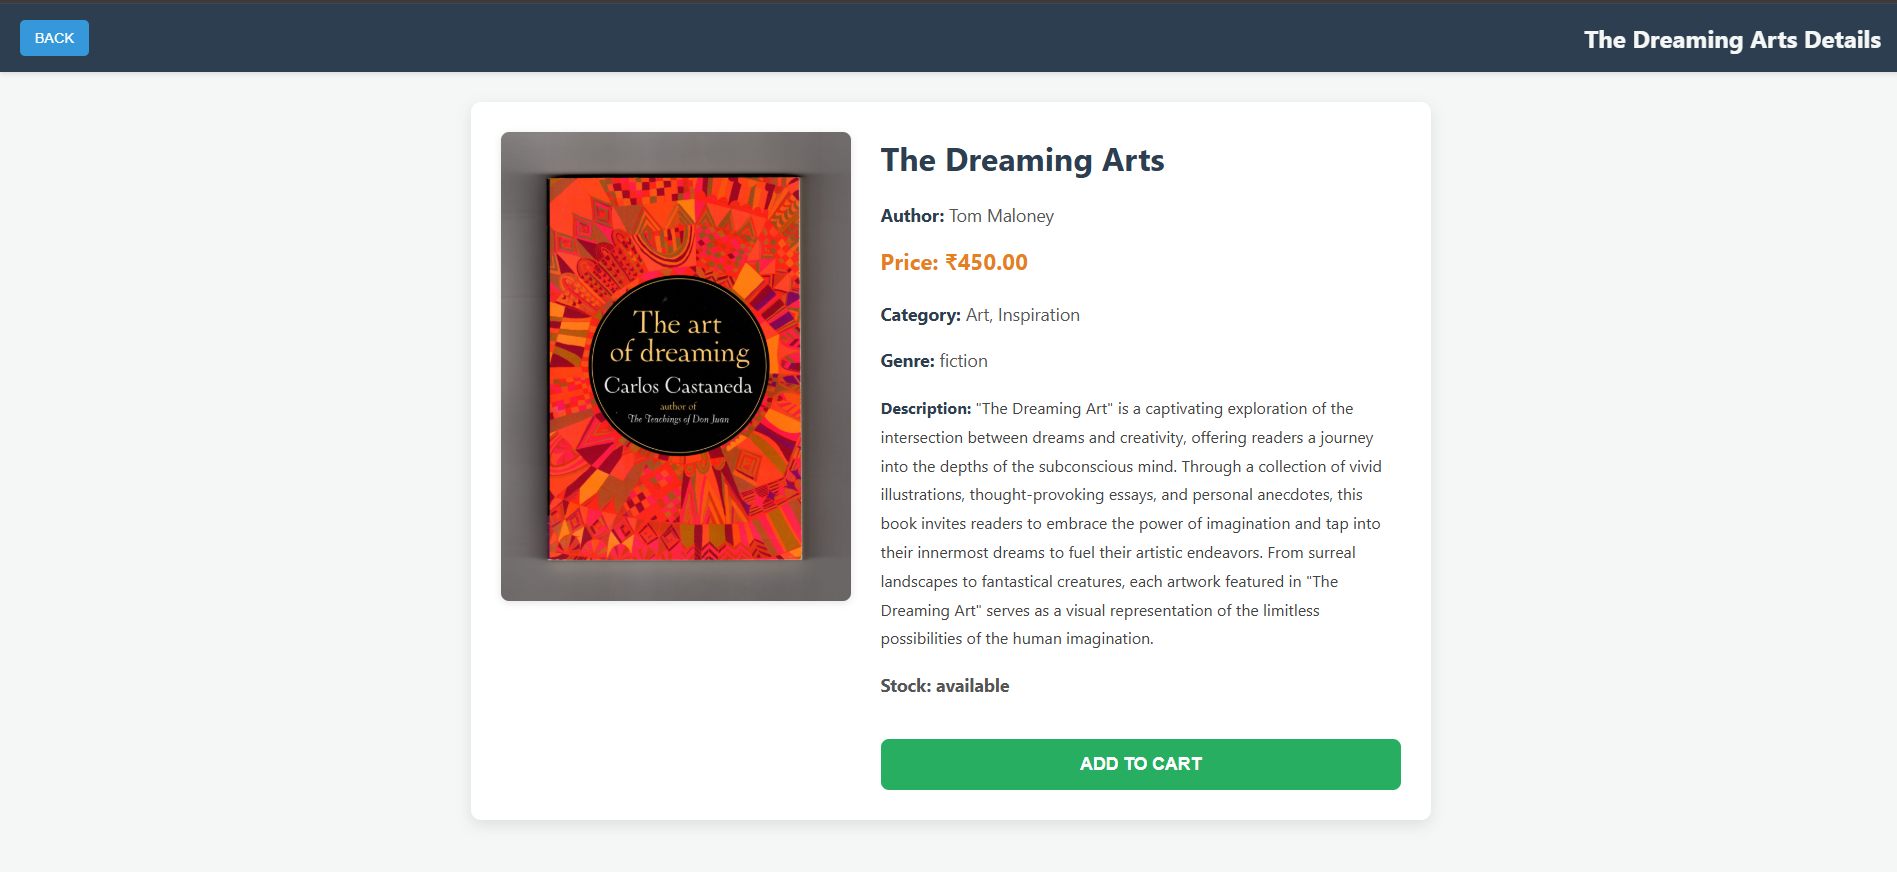 BACK
The Dreaming Arts Details
The art
of dreaming
Carlos Castaneda
author of
The Teachings of Don Juan
The Dreaming Arts
Author: Tom Maloney
Price: ₹450.00
Category: Art, Inspiration
Genre: fiction
Description: "The Dreaming Art" is a captivating exploration of the
intersection between dreams and creativity, offering readers a journey
into the depths of the subconscious mind. Through a collection of vivid
illustrations, thought-provoking essays, and personal anecdotes, this
book invites readers to embrace the power of imagination and tap into
their innermost dreams to fuel their artistic endeavors. From surreal
landscapes to fantastical creatures, each artwork featured in "The
Dreaming Art" serves as a visual representation of the limitless
possibilities of the human imagination.
Stock: available
ADD TO CART